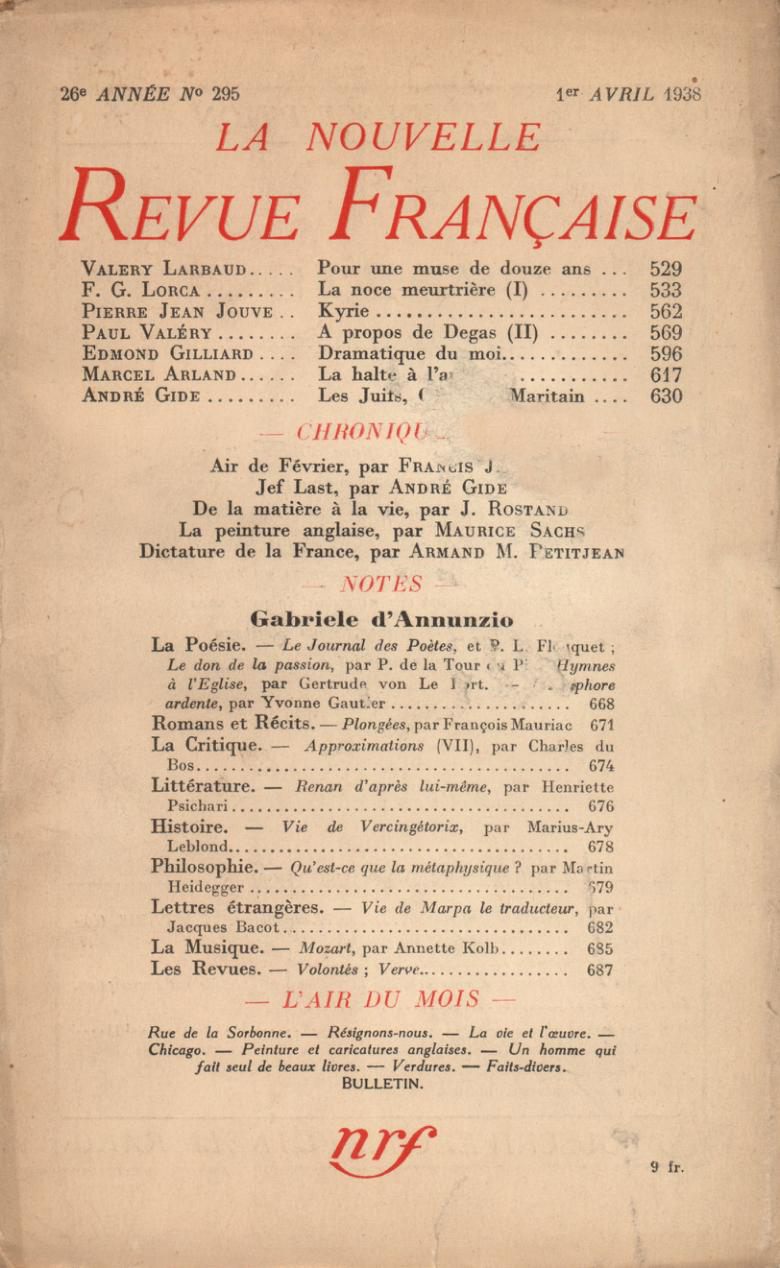 26e ANNÉE No 295
1er AVRIL 1938
LA NOUVELLE
REVUE FRANÇAISE
VALERY LARBAUD..... Pour une muse de douze ans ... 529
F. G. LORCA ......... La noce meurtrière (I) ......... 533
PIERRE JEAN JOUVE .. Kyrie ......................... 562
PAUL VALÉRY ........ A propos de Degas (II) ........ 569
EDMOND GILLIARD .... Dramatique du moi............. 596
MARCEL ARLAND ...... La halte à ........... 617
ANDRÉ GIDE ......... Les Juifs, Maritain .... 630
—
Air de Février, par FRANCIS
Jef Last, par ANDRÉ GIDE
De la matière à la vie, par J. ROSTAND
La peinture anglaise, par MAURICE SACHS
Dictature de la France, par ARMAND M. PETITJEAN
— NOTES —
Gabriele d'Annunzio
La Poésie. — Le Journal des Poètes, et P. L. ;
Le don de la passion, par P. de la Tour Hymnes
à l'Eglise, par Gertrude von Le —
ardente, par Yvonne Gautier .................... 668
Romans et Récits. — Plongées, par François Mauriac 671
La Critique. — Approximations (VII), par Charles du
Bos......................................... 674
Littérature. — Renan d'après lui-même, par Henriette
Psichari..................................... 676
Histoire. — Vie de Vercingétorix, par Marius-Ary
Leblond..................................... 678
Philosophie. — Qu'est-ce que la métaphysique ? par Martin
Heidegger ................................... 679
Lettres étrangères. — Vie de Marpa le traducteur, par
Jacques Bacot................................ 682
La Musique. — Mozart, par Annette Kolb........ 685
Les Revues. — Volontés ; Verve................. 687
— L'AIR DU MOIS —
Rue de la Sorbonne. — Résignons-nous. — La vie et l'œuvre. —
Chicago. — Peinture et caricatures anglaises. — Un homme qui
fait seul de beaux livres. — Verdures. — Faits-divers.
BULLETIN.
nrf
9 fr.